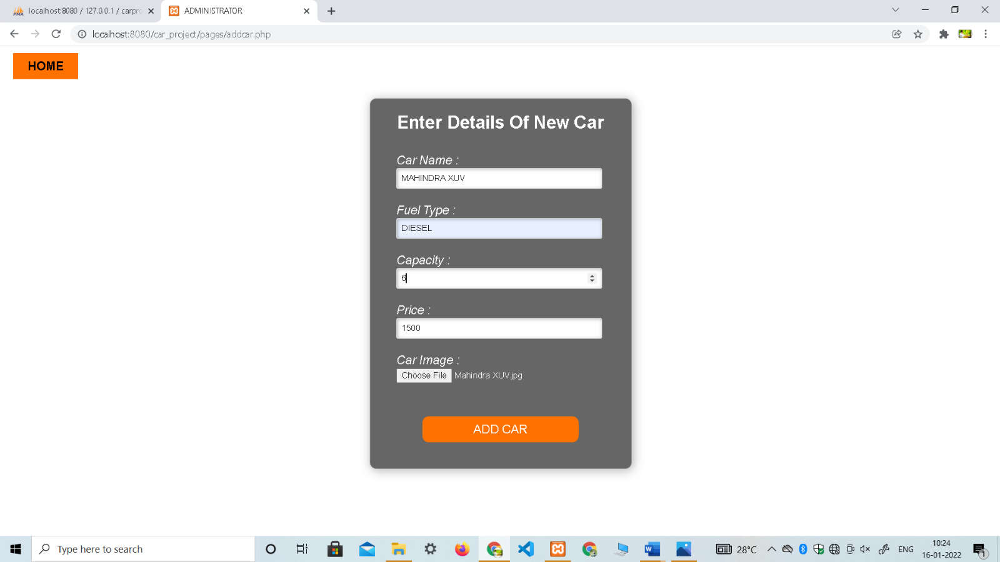 localhost:8080 / 127.0.0.1 / carpro
ADMINISTRATOR
localhost:8080/car_project/pages/addcar.php
HOME
Enter Details Of New Car
Car Name :
MAHINDRA XUV
Fuel Type :
DIESEL
Capacity :
6
Price :
1500
Car Image :
Choose File Mahindra XUV.jpg
ADD CAR
Type here to search
28°C
ENG
10:24
16-01-2022
1